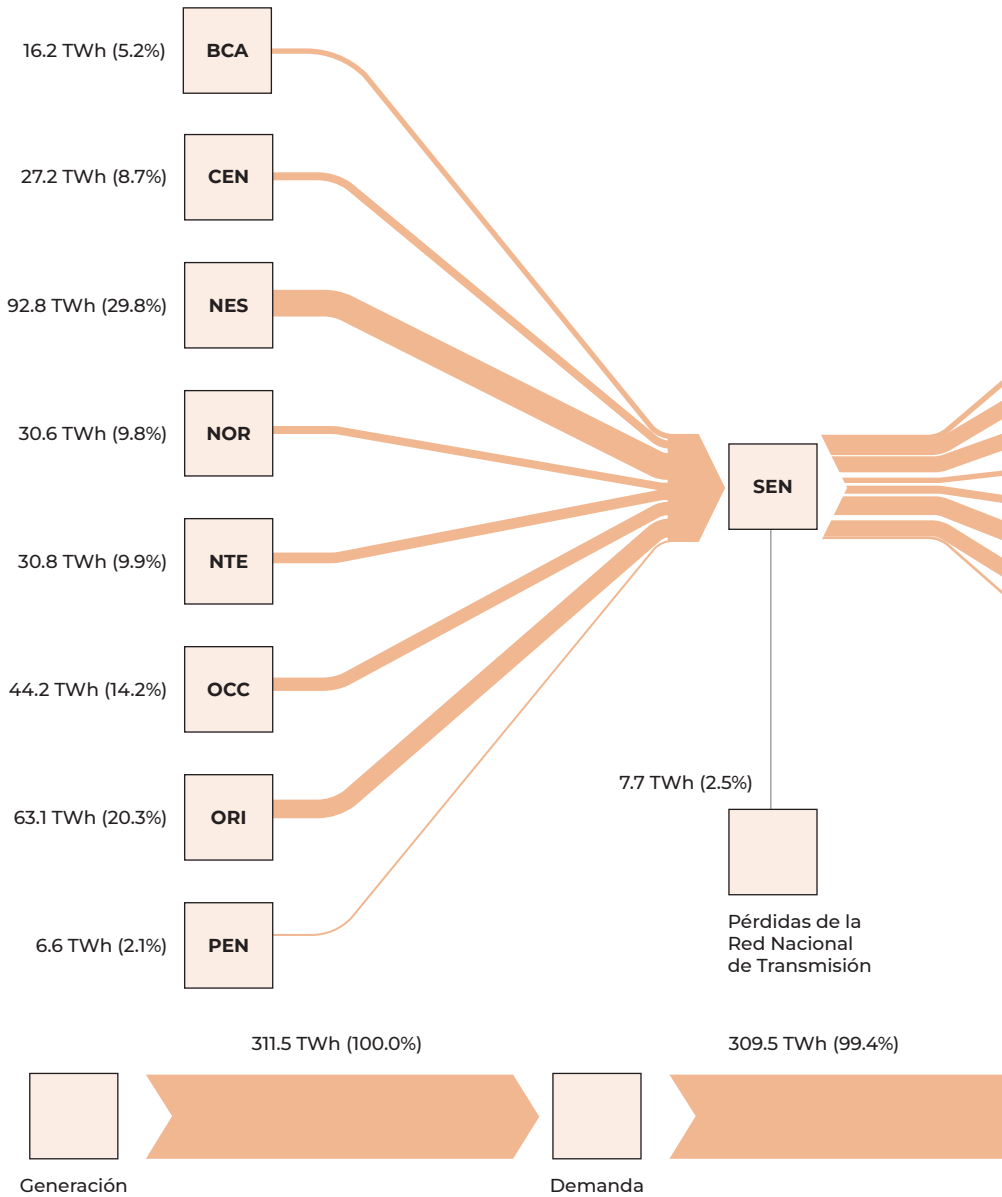 16.2 TWh (5.2%)
BCA
27.2 TWh (8.7%)
CEN
92.8 TWh (29.8%)
NES
30.6 TWh (9.8%)
NOR
SEN
30.8 TWh (9.9%)
NTE
44.2 TWh (14.2%)
OCC
7.7 TWh (2.5%)
63.1 TWh (20.3%)
ORI
6.6 TWh (2.1%)
PEN
Pérdidas de la
Red Nacional
de Transmisión
311.5 TWh (100.0%)
309.5 TWh (99.4%)
Generación
Demanda